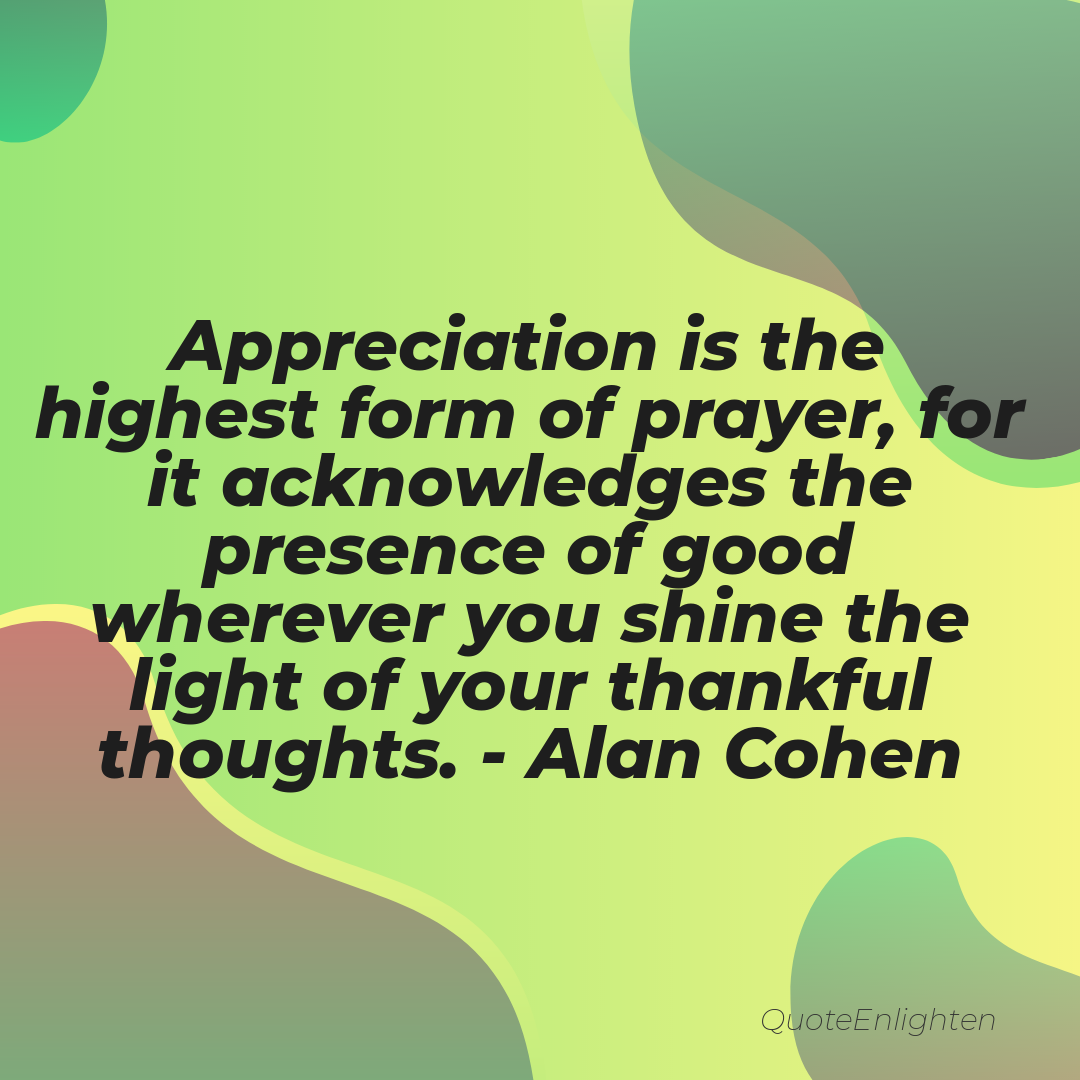 Appreciation is the
highest form of prayer, for
it acknowledges the
presence of good
wherever you shine the
light of your thankful
thoughts. - Alan Cohen
QuoteEnlighten